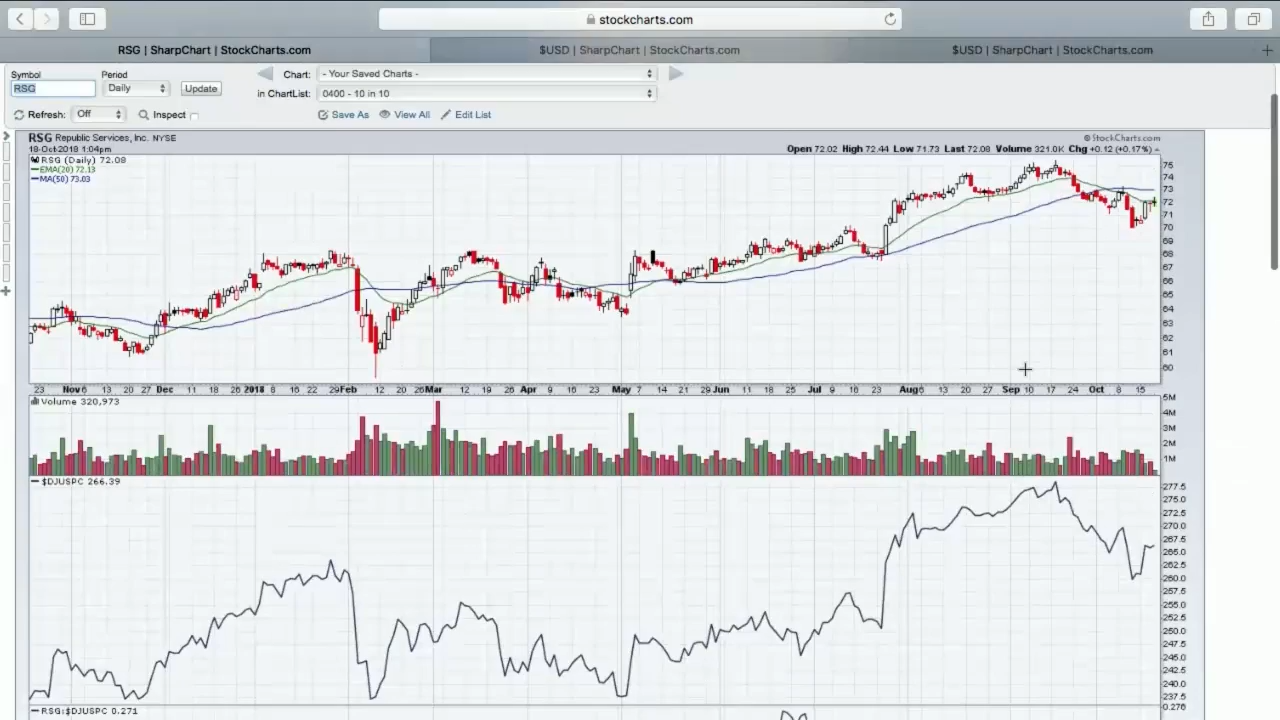 stockcharts.com
RSG | SharpChart | StockCharts.com
$USD | SharpChart | StockCharts.com
$USD | SharpChart | StockCharts.com
Symbol
Period
Chart:
- Your Saved Charts -
RSG
Daily
Update
in ChartList:
0400 - 10 in 10
Refresh:
Off
Inspect
Save As
View All
Edit List
RSG Republic Services, Inc. NYSE
© StockCharts.com
18-Oct-2018 1:04pm
Open 72.02 High 72.44 Low 71.73 Last 72.08 Volume 321.0K Chg +0.12 (+0.17%)
RSG (Daily) 72.08
EMA(20) 72.13
MA(50) 73.03
76
75
74
73
72
71
70
69
68
67
66
65
64
63
62
61
60
23 Nov 6 13 20 27 Dec 11 18 26 2018 8 16 22 29 Feb 12 20 26 Mar 12 19 26 Apr 9 16 23 May 7 14 21 29 Jun 11 18 25 Jul 9 16 23 Aug 6 13 20 27 Sep 10 17 24 Oct 8 15
Volume 320,973
5M
4M
3M
2M
1M
$DJUSPC 266.39
277.5
275.0
272.5
270.0
267.5
265.0
262.5
260.0
257.5
255.0
252.5
250.0
247.5
245.0
242.5
240.0
237.5
RSG:$DJUSPC 0.271
0.276